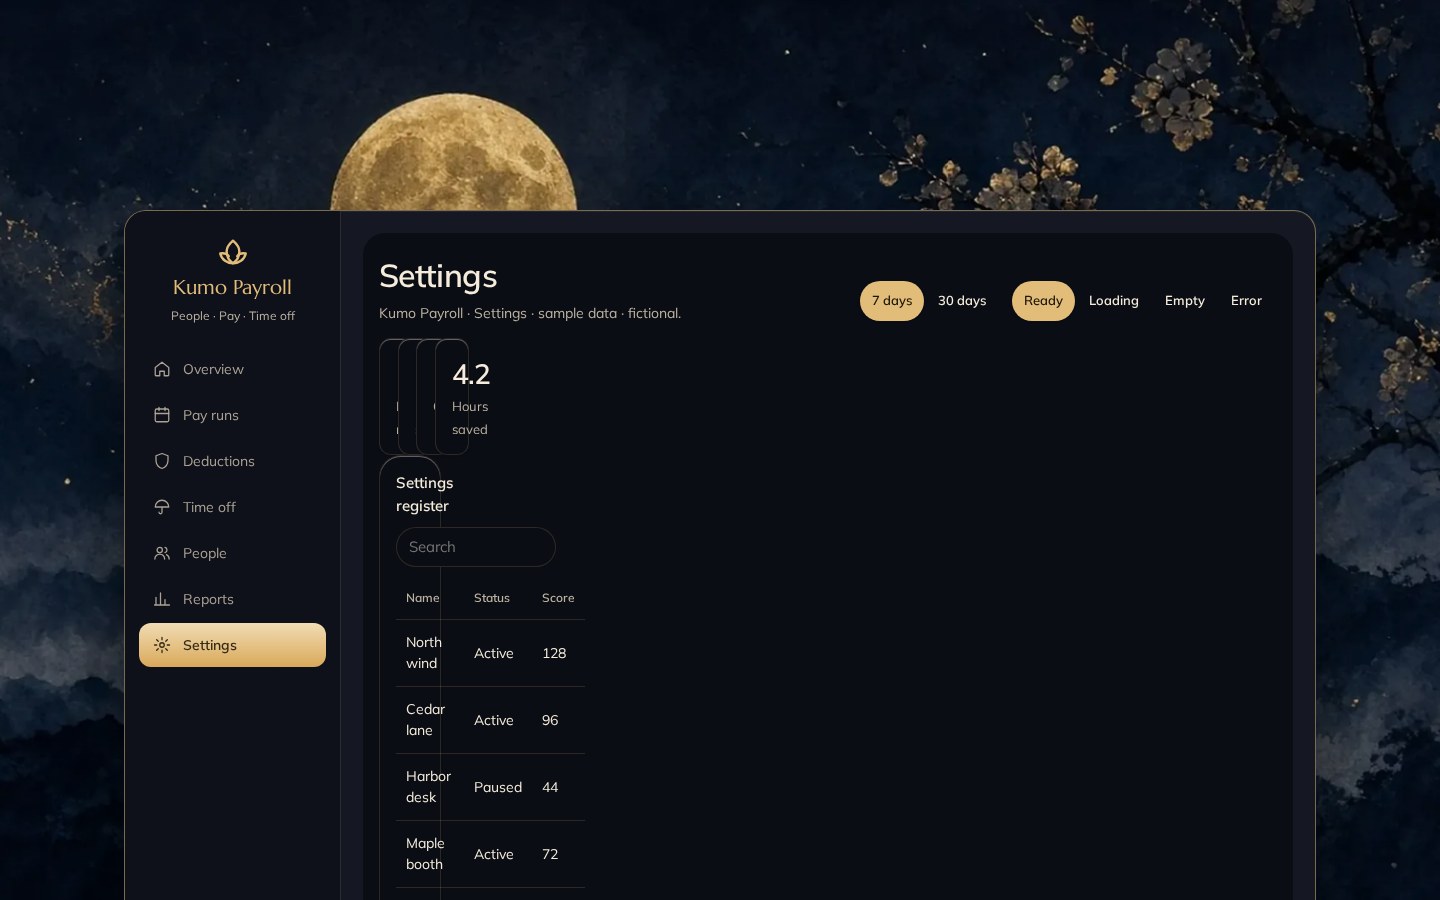 Kumo Payroll
People · Pay · Time off
Overview
Pay runs
Deductions
Time off
People
Reports
Settings
Settings
Kumo Payroll · Settings · sample data · fictional.
7 days
30 days
Ready
Loading
Empty
Error
4.2
Hours
saved
Settings
register
Search
Name
Status
Score
North
wind
Active
128
Cedar
lane
Active
96
Harbor
desk
Paused
44
Maple
booth
Active
72